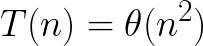 T(n) = θ(n²)